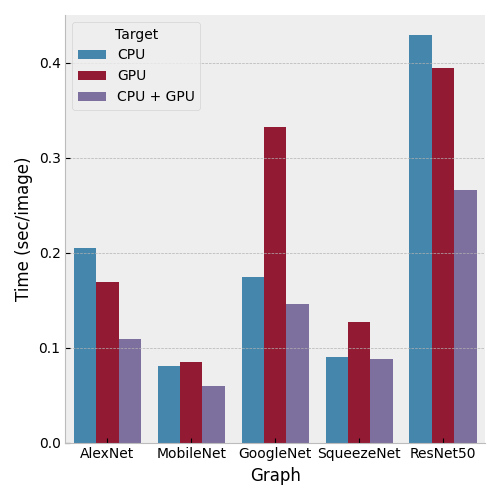 Target
CPU
GPU
CPU + GPU
Time (sec/image)
0.4
0.3
0.2
0.1
0.0
AlexNet MobileNet GoogleNet SqueezeNet ResNet50
Graph